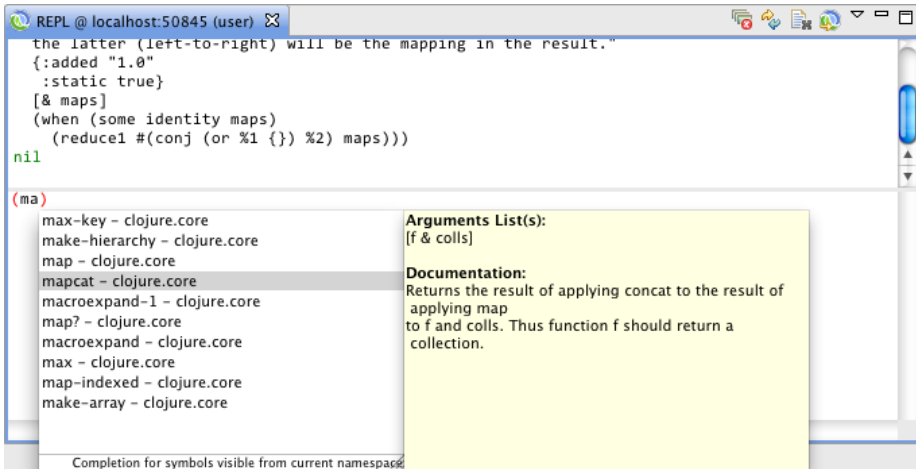 REPL @ localhost:50845 (user)
the latter (left-to-right) will be the mapping in the result."
{:added "1.0"
:static true}
[& maps]
(when (some identity maps)
(reduce1 #(conj (or %1 {}) %2) maps)))
nil
(ma)
max-key – clojure.core
make-hierarchy – clojure.core
map – clojure.core
mapcat – clojure.core
macroexpand-1 – clojure.core
map? – clojure.core
macroexpand – clojure.core
max – clojure.core
map-indexed – clojure.core
make-array – clojure.core
Completion for symbols visible from current namespace
Arguments List(s):
[f & colls]
Documentation:
Returns the result of applying concat to the result of
applying map
to f and colls. Thus function f should return a
collection.